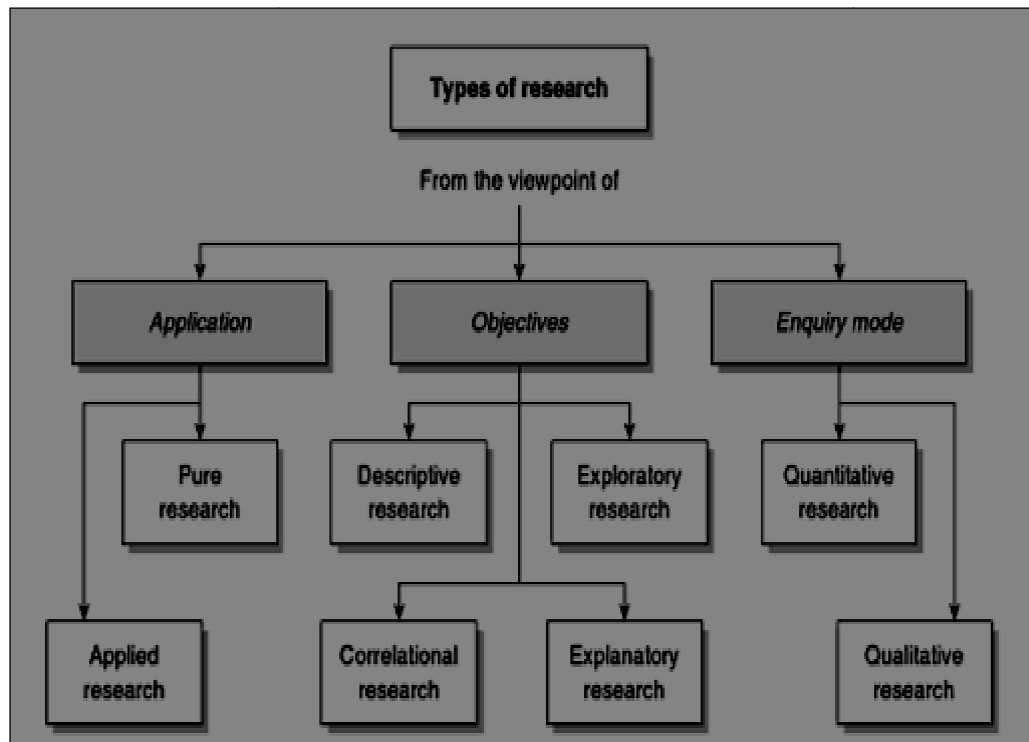 Types of research
From the viewpoint of
Application
Objectives
Enquiry mode
Pure
research
Descriptive
research
Exploratory
research
Quantitative
research
Applied
research
Correlational
research
Explanatory
research
Qualitative
research